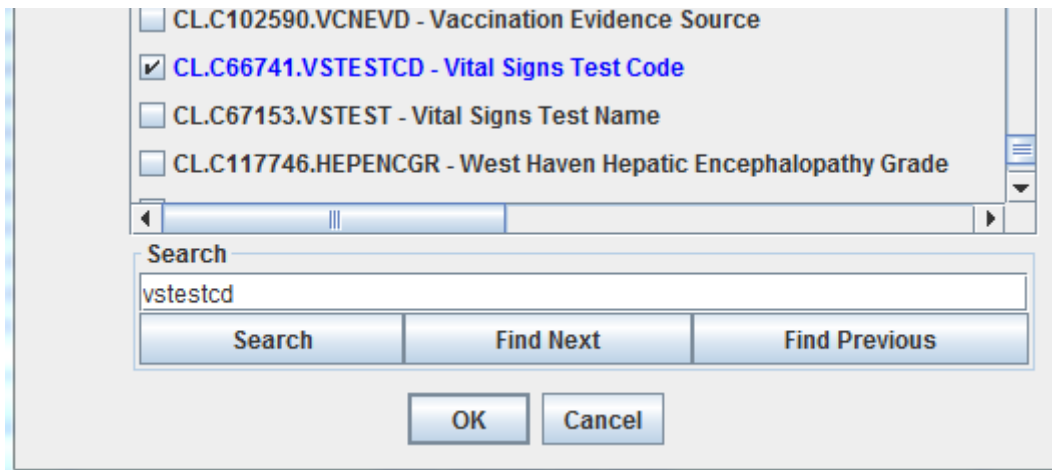 CL.C102590.VCNEVD - Vaccination Evidence Source
CL.C66741.VSTESTCD - Vital Signs Test Code
CL.C67153.VSTEST - Vital Signs Test Name
CL.C117746.HEPENCGR - West Haven Hepatic Encephalopathy Grade
Search
vstestcd
Search Find Next Find Previous
OK Cancel